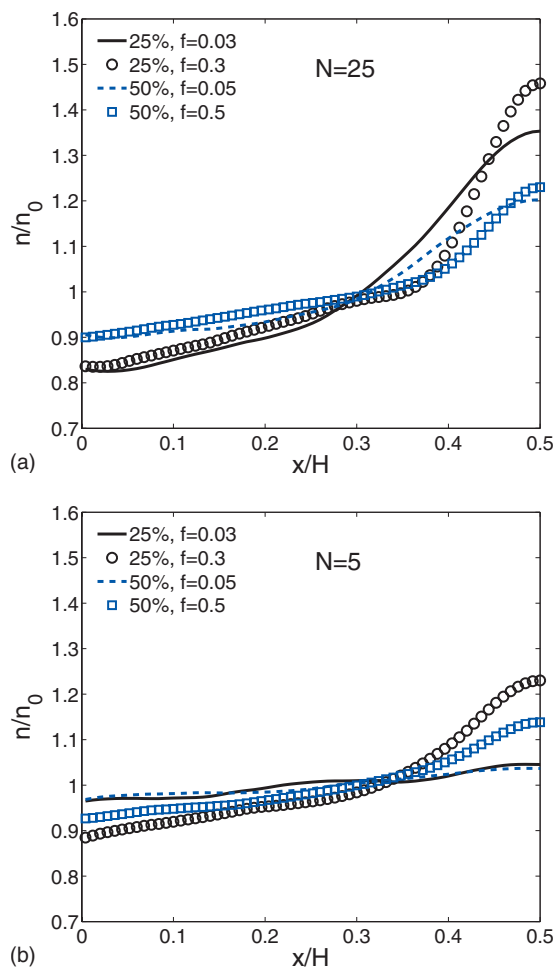 1.6
1.5
1.4
1.3
1.2
1.1
1
0.9
0.8
0.7
n/n0
25%, f=0.03
25%, f=0.3
50%, f=0.05
50%, f=0.5
N=25
0 0.1 0.2 0.3 0.4 0.5
x/H
(a)
1.6
1.5
1.4
1.3
1.2
1.1
1
0.9
0.8
0.7
n/n0
25%, f=0.03
25%, f=0.3
50%, f=0.05
50%, f=0.5
N=5
0 0.1 0.2 0.3 0.4 0.5
x/H
(b)